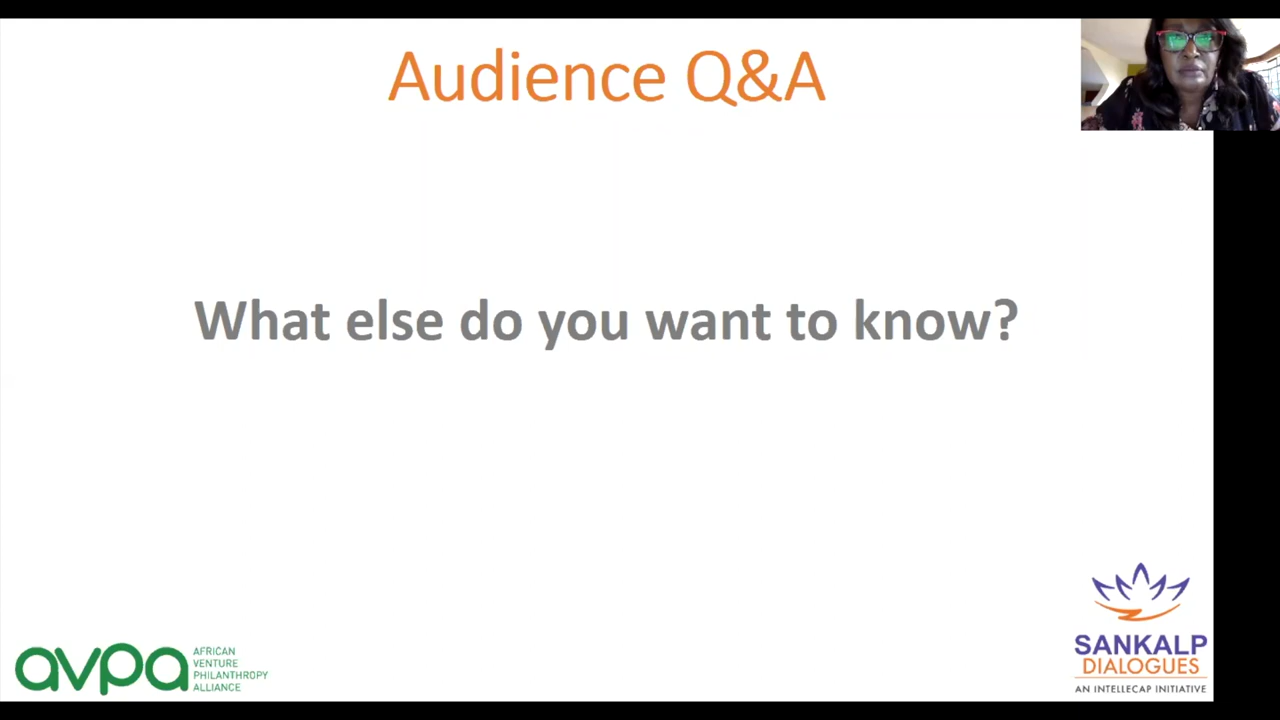 Audience Q&A
What else do you want to know?
avpa
AFRICAN
VENTURE
PHILANTHROPY
ALLIANCE
SANKALP
DIALOGUES
AN INTELLECAP INITIATIVE